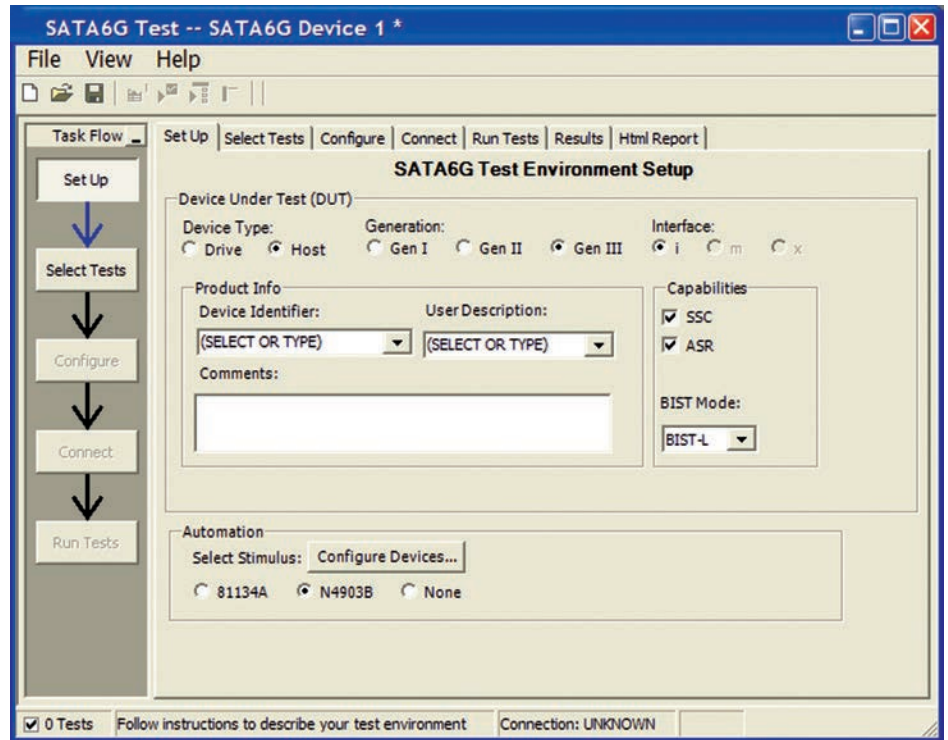 SATA6G Test -- SATA6G Device 1 *
File View Help
Task Flow
Set Up
Select Tests
Configure
Connect
Run Tests
Set Up Select Tests Configure Connect Run Tests Results Html Report
SATA6G Test Environment Setup
Device Under Test (DUT)
Device Type: Generation: Interface:
Drive Host Gen I Gen II Gen III i m x
Product Info
Device Identifier: User Description:
(SELECT OR TYPE) (SELECT OR TYPE)
Comments:
Capabilities
SSC
ASR
BIST Mode:
BIST-L
Automation
Select Stimulus: Configure Devices...
81134A N4903B None
0 Tests Follow instructions to describe your test environment Connection: UNKNOWN